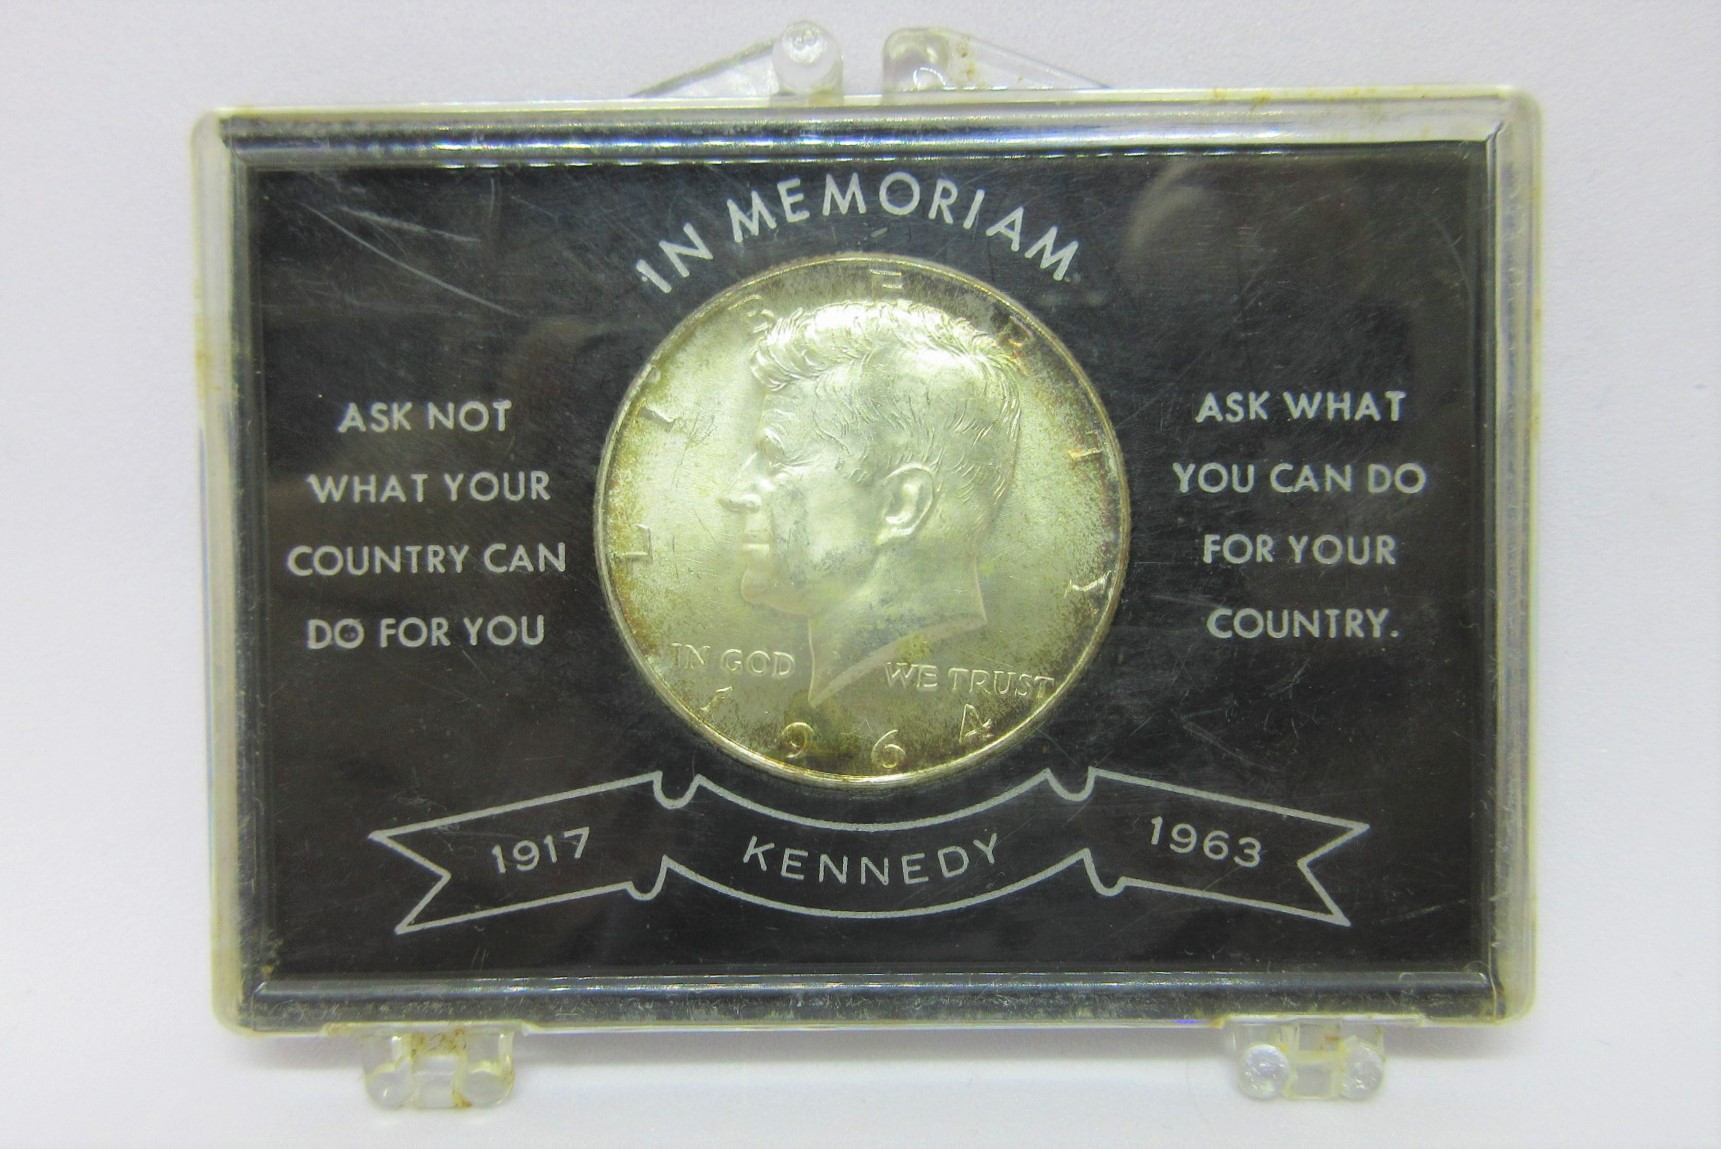 IN MEMORIAM
LIBERTY
ASK NOT
WHAT YOUR
COUNTRY CAN
DO FOR YOU
ASK WHAT
YOU CAN DO
FOR YOUR
COUNTRY.
IN GOD WE TRUST
1964
1917 KENNEDY 1963